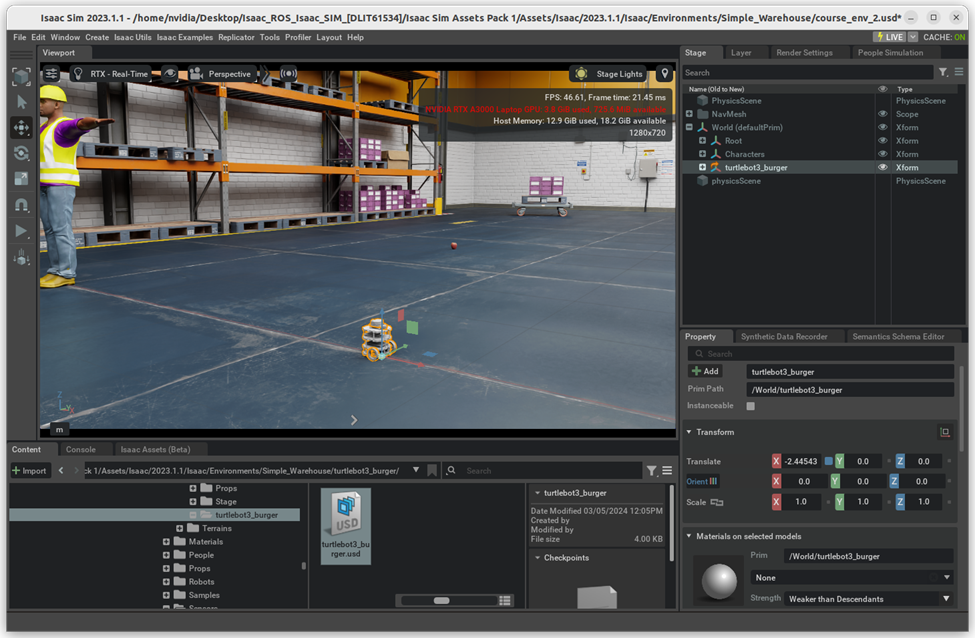 Isaac Sim 2023.1.1 - /home/nvidia/Desktop/Isaac_ROS_Isaac_SIM_[DLIT61534]/Isaac Sim Assets Pack 1/Assets/Isaac/2023.1.1/Isaac/Environments/Simple_Warehouse/course_env_2.usd*
File Edit Window Create Isaac Utils Isaac Examples Replicator Tools Profiler Layout Help
LIVE CACHE: ON
Viewport
RTX - Real-Time Perspective Stage Lights
FPS: 46.61, Frame time: 21.45 ms
NVIDIA RTX A3000 Laptop GPU:
Host Memory: 12.9 GiB used, 18.2 GiB available
1280x720
m
Stage Layer Render Settings People Simulation
Search
Name (Old to New) Type
PhysicsScene PhysicsScene
NavMesh Scope
World (defaultPrim) Xform
Root Xform
Characters Xform
turtlebot3_burger Xform
physicsScene PhysicsScene
Property Synthetic Data Recorder Semantics Schema Editor
Search
Add turtlebot3_burger
Prim Path /World/turtlebot3_burger
Instanceable
Transform
Translate X -2.44543 Y 0.0 Z 0.0
Orient X 0.0 Y 0.0 Z 0.0
Scale X 1.0 Y 1.0 Z 1.0
Materials on selected models
Prim /World/turtlebot3_burger
None
Strength Weaker than Descendants
Content Console Isaac Assets (Beta)
Import ck 1/Assets/Isaac/2023.1.1/Isaac/Environments/Simple_Warehouse/turtlebot3_burger/ Search
Props
Stage
turtlebot3_burger
Terrains
Materials
People
Props
Robots
Samples
Sensors
USD
turtlebot3_bu
rger.usd
turtlebot3_burger
Date Modified 03/05/2024 12:05PM
Created by
Modified by
File size 4.00 KB
Checkpoints